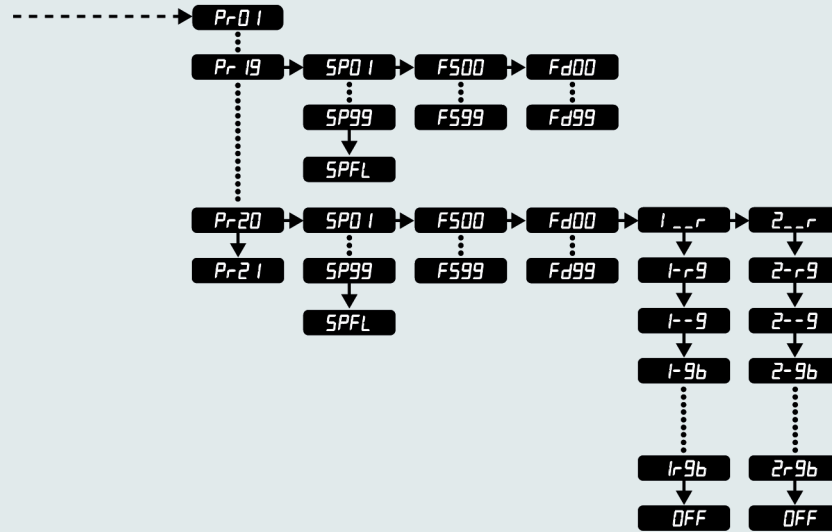 Pr01
Pr19 SP01 FS00 Fd00
SP99 FS99 Fd99
SPFL
Pr20 SP01 FS00 Fd00 1__r 2__r
Pr21 SP99 FS99 Fd99 1-r9 2-r9
SPFL 1--9 2--9
1-9b 2-9b
1r9b 2r9b
OFF OFF